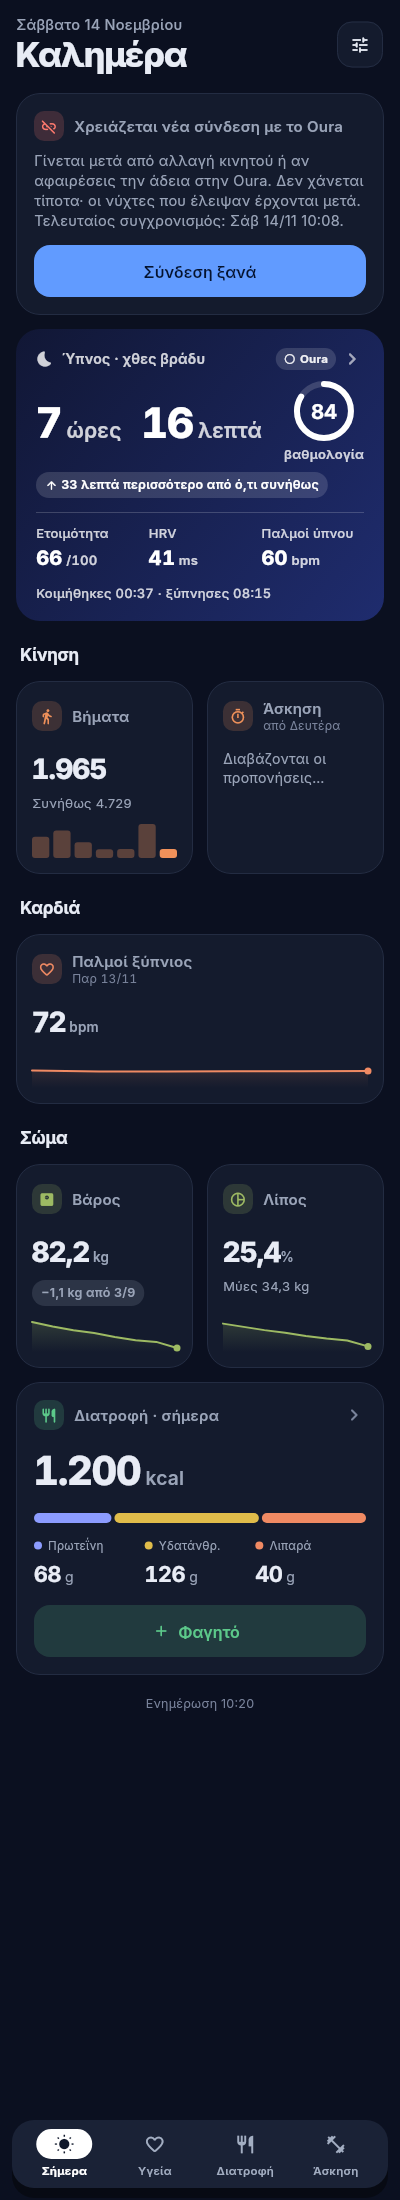 Σάββατο 14 Νοεμβρίου
Καλημέρα
Χρειάζεται νέα σύνδεση με το Oura
Γίνεται μετά από αλλαγή κινητού ή αν
αφαιρέσεις την άδεια στην Oura. Δεν χάνεται
τίποτα· οι νύχτες που έλειψαν έρχονται μετά.
Τελευταίος συγχρονισμός: Σάβ 14/11 10:08.
Σύνδεση ξανά
Ύπνος · χθες βράδυ
Oura
7 ώρες 16 λεπτά
84
βαθμολογία
↑ 33 λεπτά περισσότερο από ό,τι συνήθως
Ετοιμότητα HRV Παλμοί ύπνου
66 /100 41 ms 60 bpm
Κοιμήθηκες 00:37 · ξύπνησες 08:15
Κίνηση
Βήματα
1.965
Συνήθως 4.729
Άσκηση
από Δευτέρα
Διαβάζονται οι
προπονήσεις…
Καρδιά
Παλμοί ξύπνιος
Παρ 13/11
72 bpm
Σώμα
Βάρος
82,2 kg
−1,1 kg από 3/9
Λίπος
25,4%
Μύες 34,3 kg
Διατροφή · σήμερα
1.200 kcal
Πρωτεΐνη Υδατάνθρ. Λιπαρά
68 g 126 g 40 g
+ Φαγητό
Ενημέρωση 10:20
Σήμερα Υγεία Διατροφή Άσκηση